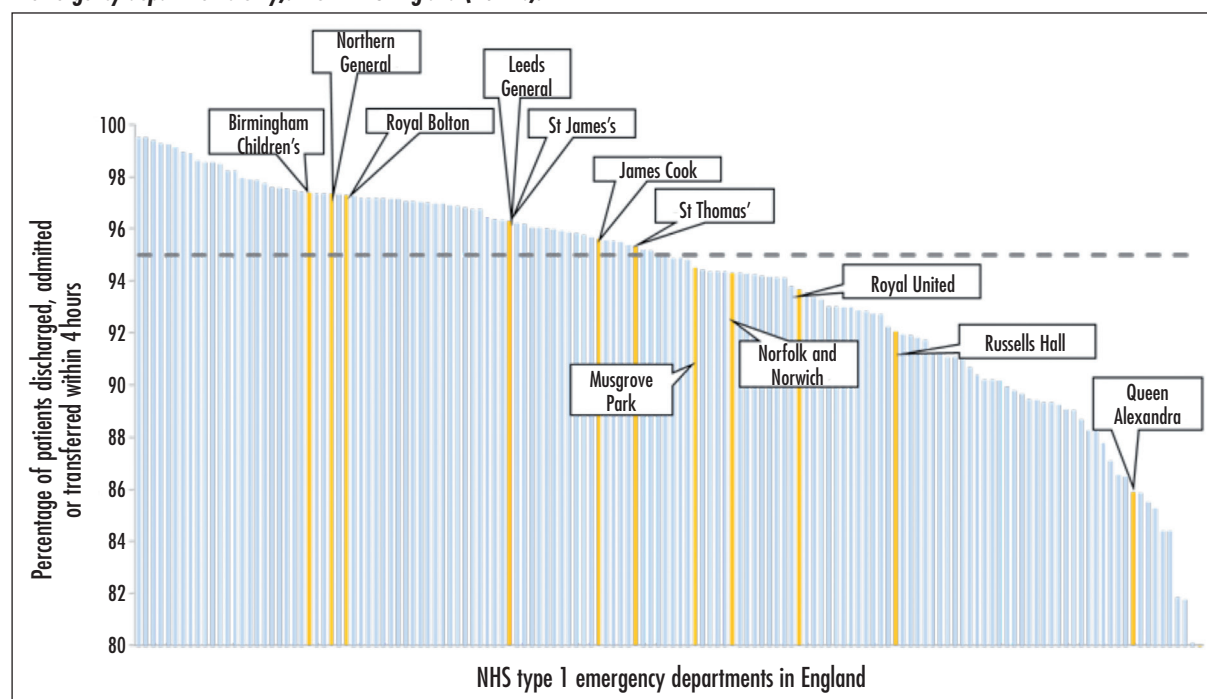 Northern
General
Leeds
General
Birmingham
Children's
Royal Bolton
St James's
James Cook
St Thomas'
Royal United
Norfolk and
Norwich
Russells Hall
Musgrove
Park
Queen
Alexandra
Percentage of patients discharged, admitted
or transferred within 4 hours
100
98
96
94
92
90
88
86
84
82
80
NHS type 1 emergency departments in England